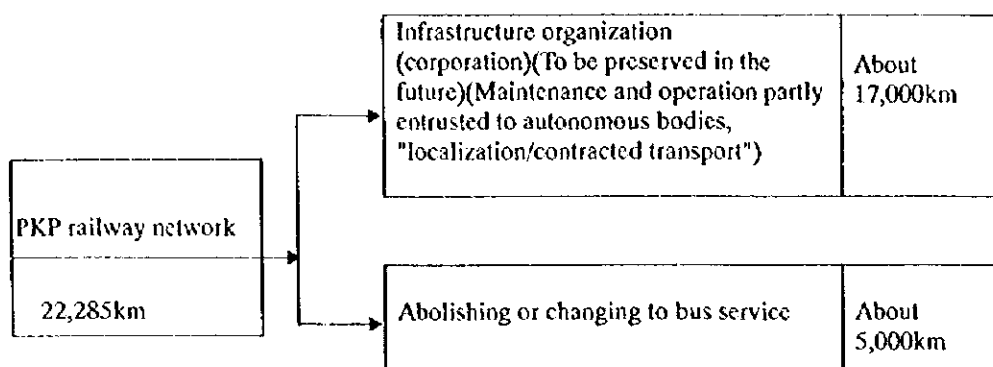 Infrastructure organization
(corporation)(To be preserved in the
future)(Maintenance and operation partly
entrusted to autonomous bodies,
"localization/contracted transport")
About
17,000km
PKP railway network
22,285km
Abolishing or changing to bus service
About
5,000km